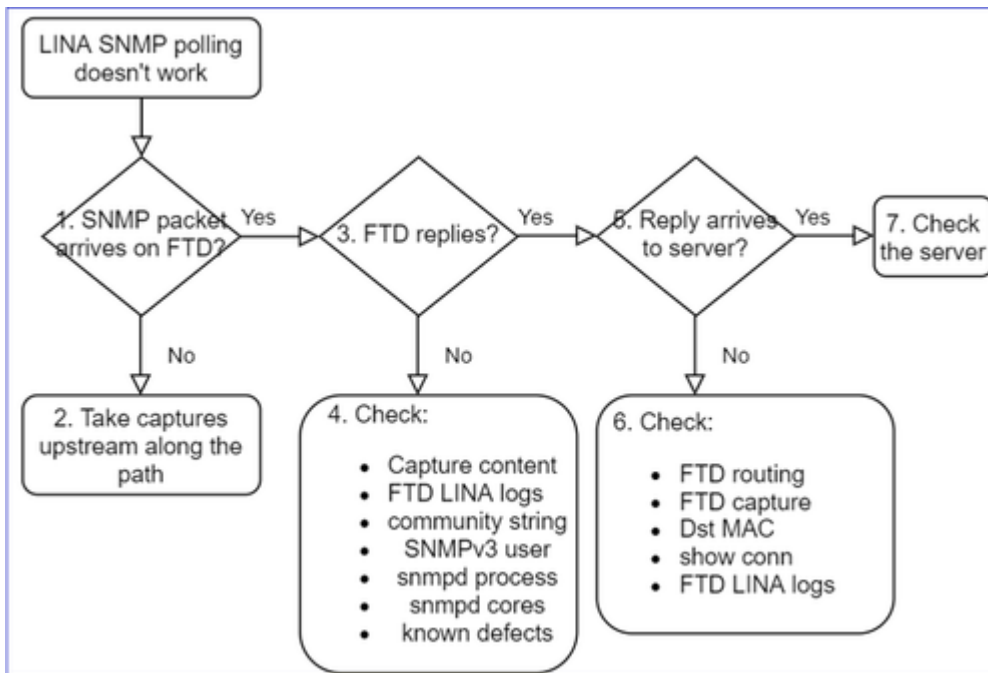 LINA SNMP polling
doesn't work
1. SNMP packet
arrives on FTD?
Yes
3. FTD replies?
Yes
5. Reply arrives
to server?
Yes
7. Check
the server
No
No
No
2. Take captures
upstream along the
path
4. Check:
• Capture content
• FTD LINA logs
• community string
• SNMPv3 user
• snmpd process
• snmpd cores
• known defects
6. Check:
• FTD routing
• FTD capture
• Dst MAC
• show conn
• FTD LINA logs